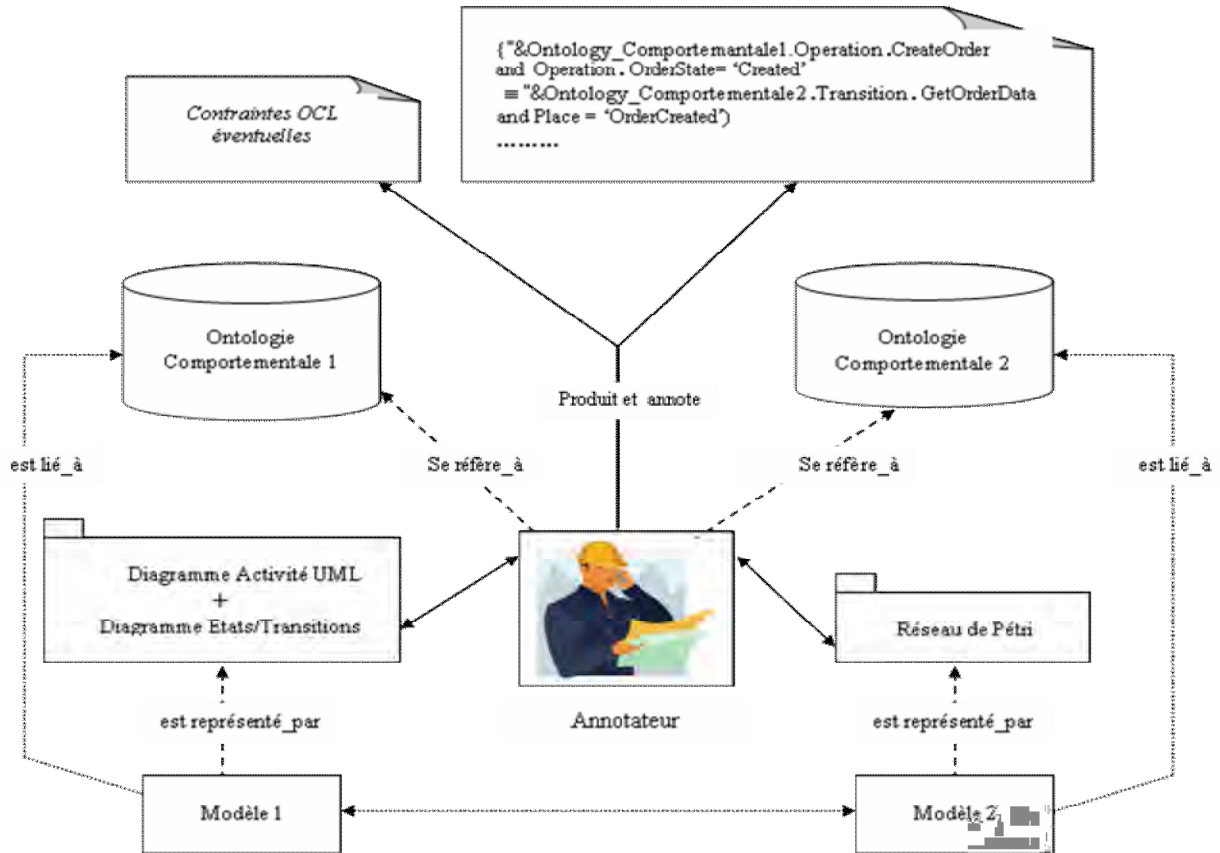 {"&Ontology_Comportemantale1.Operation.CreateOrder
and Operation. OrderState= ‘Created’
≡ "&Ontology_Comportementale2.Transition. GetOrderData
and Place = ‘OrderCreated’)
.........
Contraintes OCL
éventuelles
Ontologie
Comportementale 1
Ontologie
Comportementale 2
Produit et annote
est lié_à
Se réfère_à
Se réfère_à
est lié_à
Diagramme Activité UML
+
Diagramme Etats/Transitions
Réseau de Pétri
Annotateur
est représenté_par
est représenté_par
Modèle 1
Modèle 2